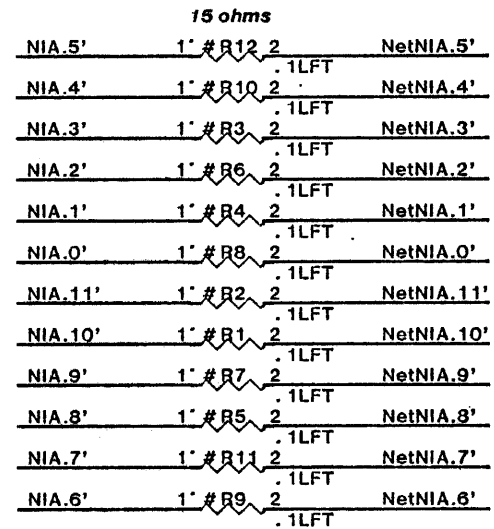 15 ohms
NIA.5' 1" #R12 2 NetNIA.5'
. 1LFT
NIA.4' 1" #R10 2 NetNIA.4'
. 1LFT
NIA.3' 1" #R3 2 NetNIA.3'
. 1LFT
NIA.2' 1" #R6 2 NetNIA.2'
. 1LFT
NIA.1' 1" #R4 2 NetNIA.1'
. 1LFT
NIA.0' 1" #R8 2 NetNIA.0'
. 1LFT
NIA.11' 1" #R2 2 NetNIA.11'
. 1LFT
NIA.10' 1" #R1 2 NetNIA.10'
. 1LFT
NIA.9' 1" #R7 2 NetNIA.9'
. 1LFT
NIA.8' 1" #R5 2 NetNIA.8'
. 1LFT
NIA.7' 1" #R11 2 NetNIA.7'
. 1LFT
NIA.6' 1" #R9 2 NetNIA.6'
. 1LFT